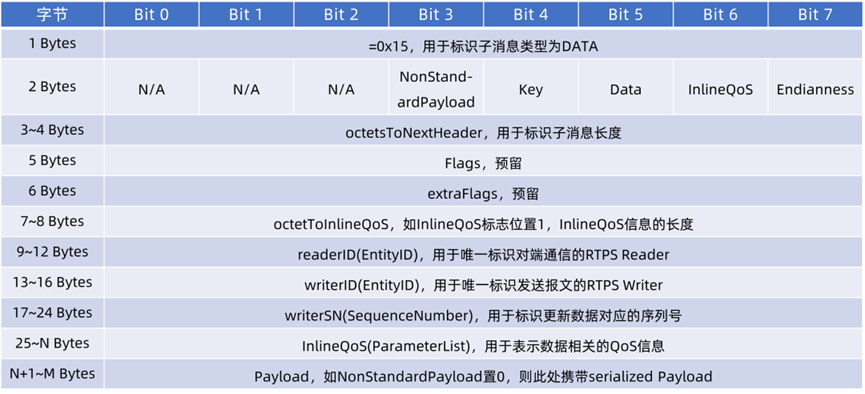 字节 Bit 0 Bit 1 Bit 2 Bit 3 Bit 4 Bit 5 Bit 6 Bit 7
1 Bytes =0x15，用于标识子消息类型为DATA
2 Bytes N/A N/A N/A NonStand-ardPayload Key Data InlineQoS Endianness
3~4 Bytes octetsToNextHeader，用于标识子消息长度
5 Bytes Flags，预留
6 Bytes extraFlags，预留
7~8 Bytes octetToInlineQoS，如InlineQoS标志位置1，InlineQoS信息的长度
9~12 Bytes readerID(EntityID)，用于唯一标识对端通信的RTPS Reader
13~16 Bytes writerID(EntityID)，用于唯一标识发送报文的RTPS Writer
17~24 Bytes writerSN(SequenceNumber)，用于标识更新数据对应的序列号
25~N Bytes InlineQoS(ParameterList)，用于表示数据相关的QoS信息
N+1~M Bytes Payload，如NonStandardPayload置0，则此处携带serialized Payload